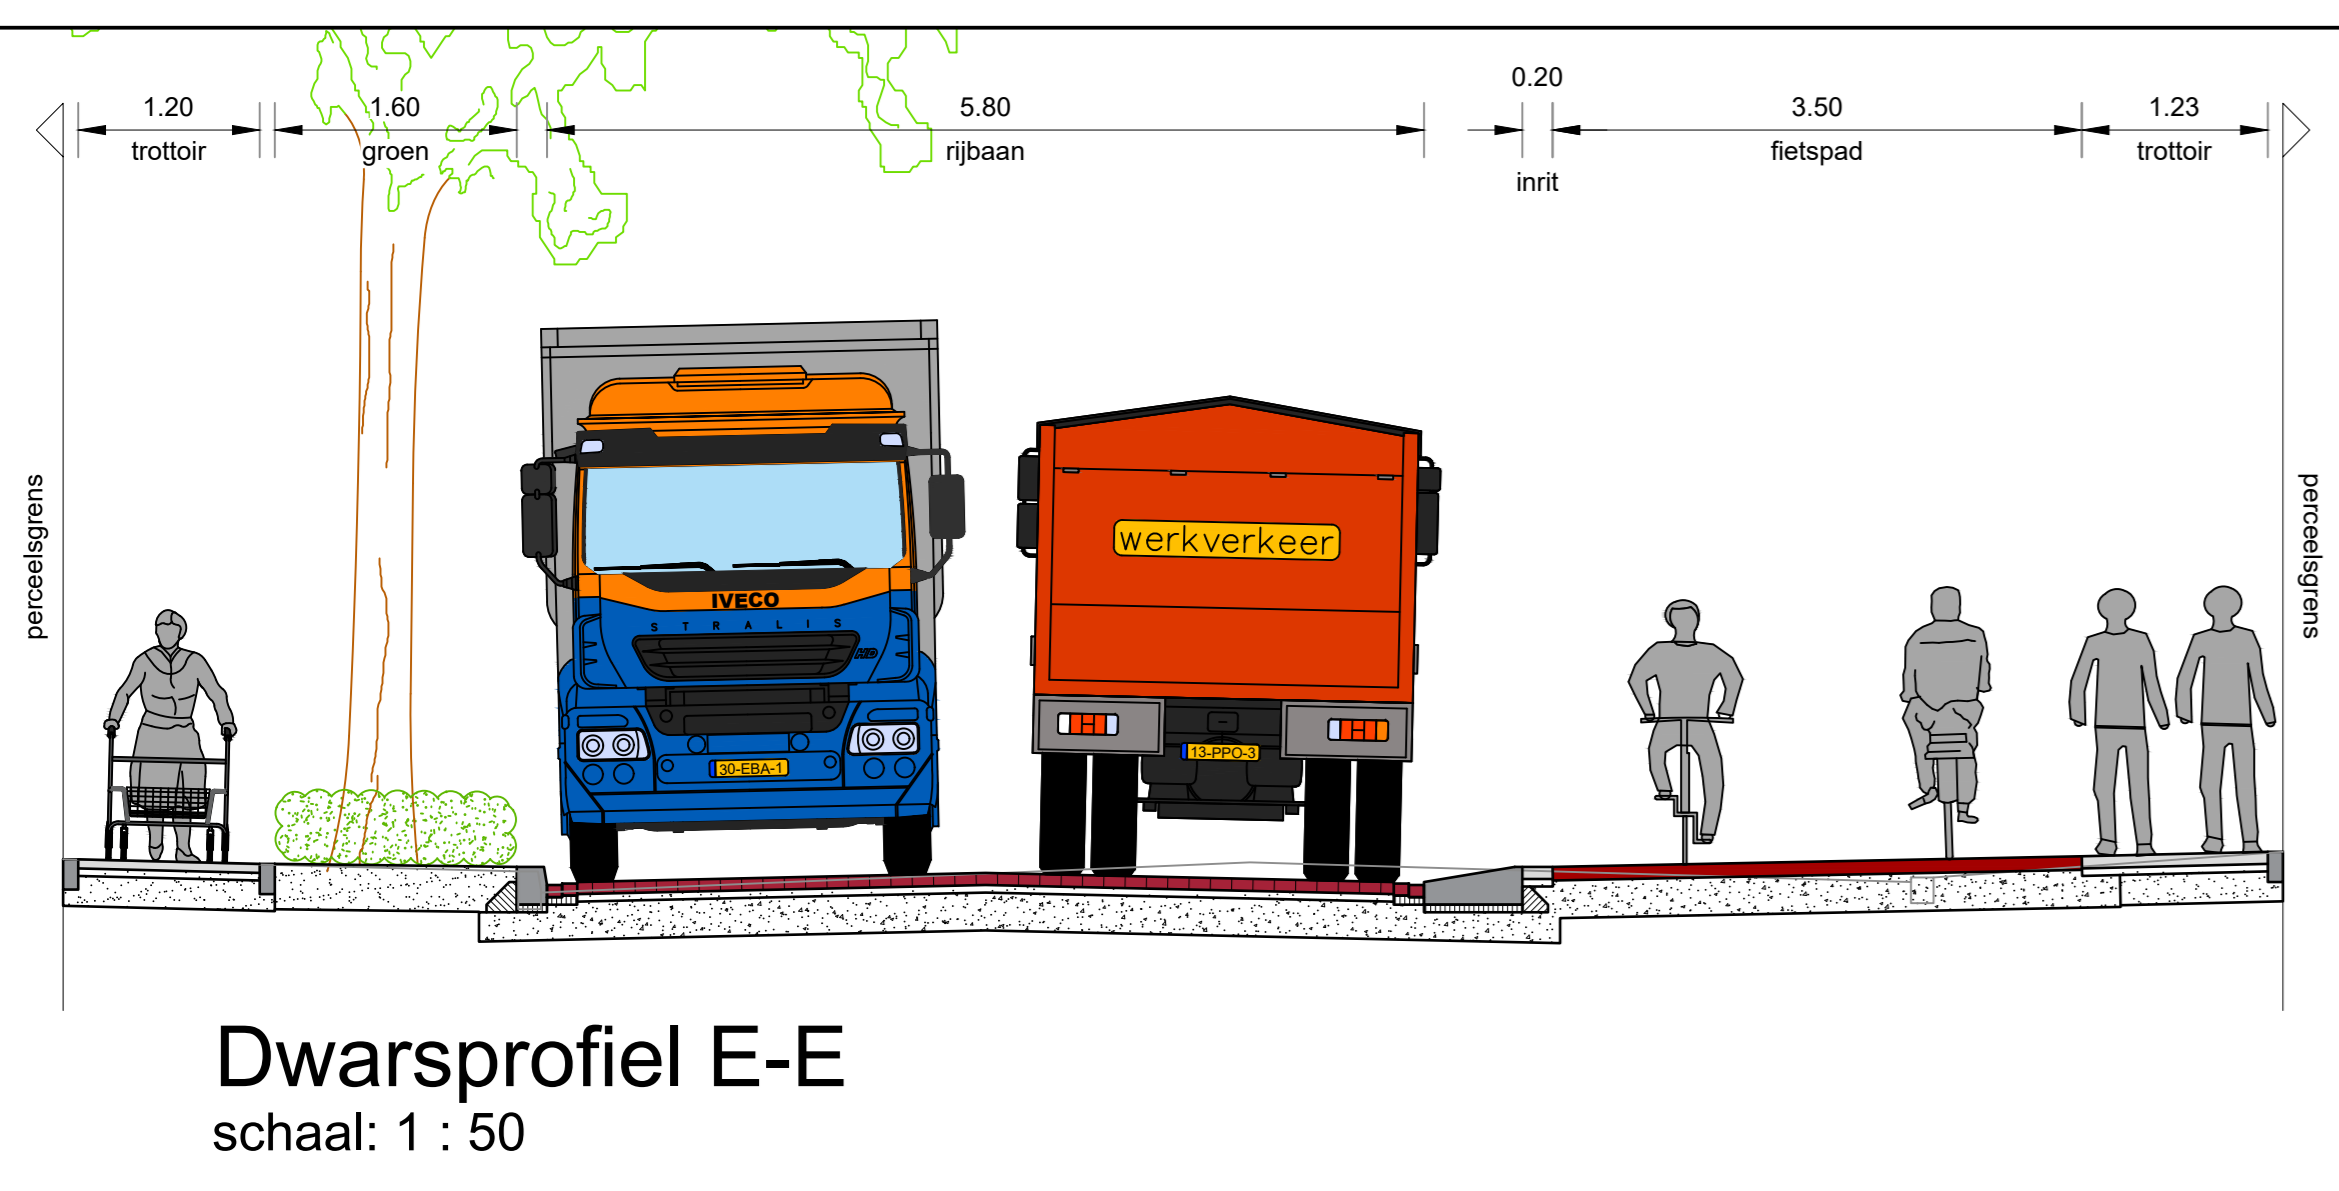 0.20
1.20
1.60
5.80
3.50
1.23
trottoir
groen
rijbaan
inrit
fietspad
trottoir
perceelsgrens
perceelsgrens
werkverkeer
IVECO
STRALIS
HD
30-EBA-1
13-PPO-3
Dwarsprofiel E-E
schaal: 1 : 50